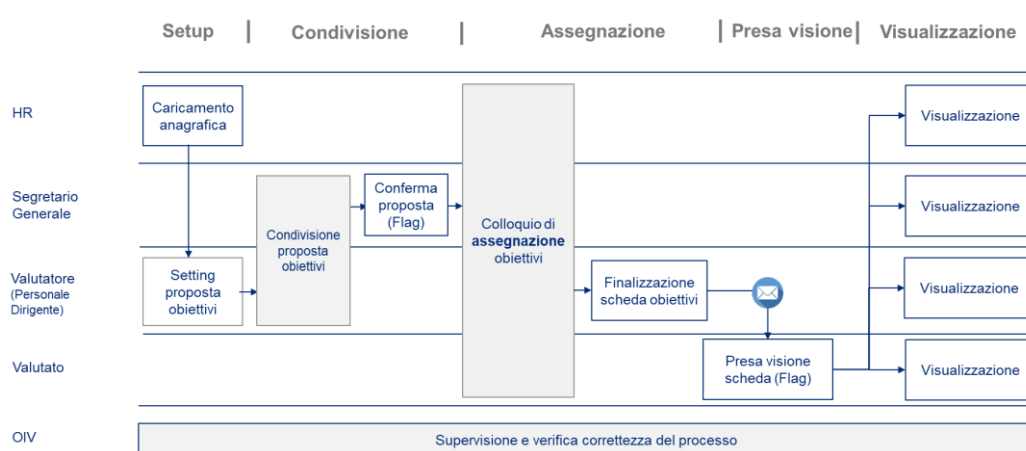 Setup | Condivisione | Assegnazione | Presa visione | Visualizzazione
HR
Caricamento
anagrafica
Visualizzazione
Segretario
Generale
Condivisione
proposta
obiettivi
Conferma
proposta
(Flag)
Colloquio di
assegnazione
obiettivi
Visualizzazione
Valutatore
(Personale
Dirigente)
Setting
proposta
obiettivi
Finalizzazione
scheda obiettivi
Visualizzazione
Valutato
Presa visione
scheda (Flag)
Visualizzazione
OIV
Supervisione e verifica correttezza del processo